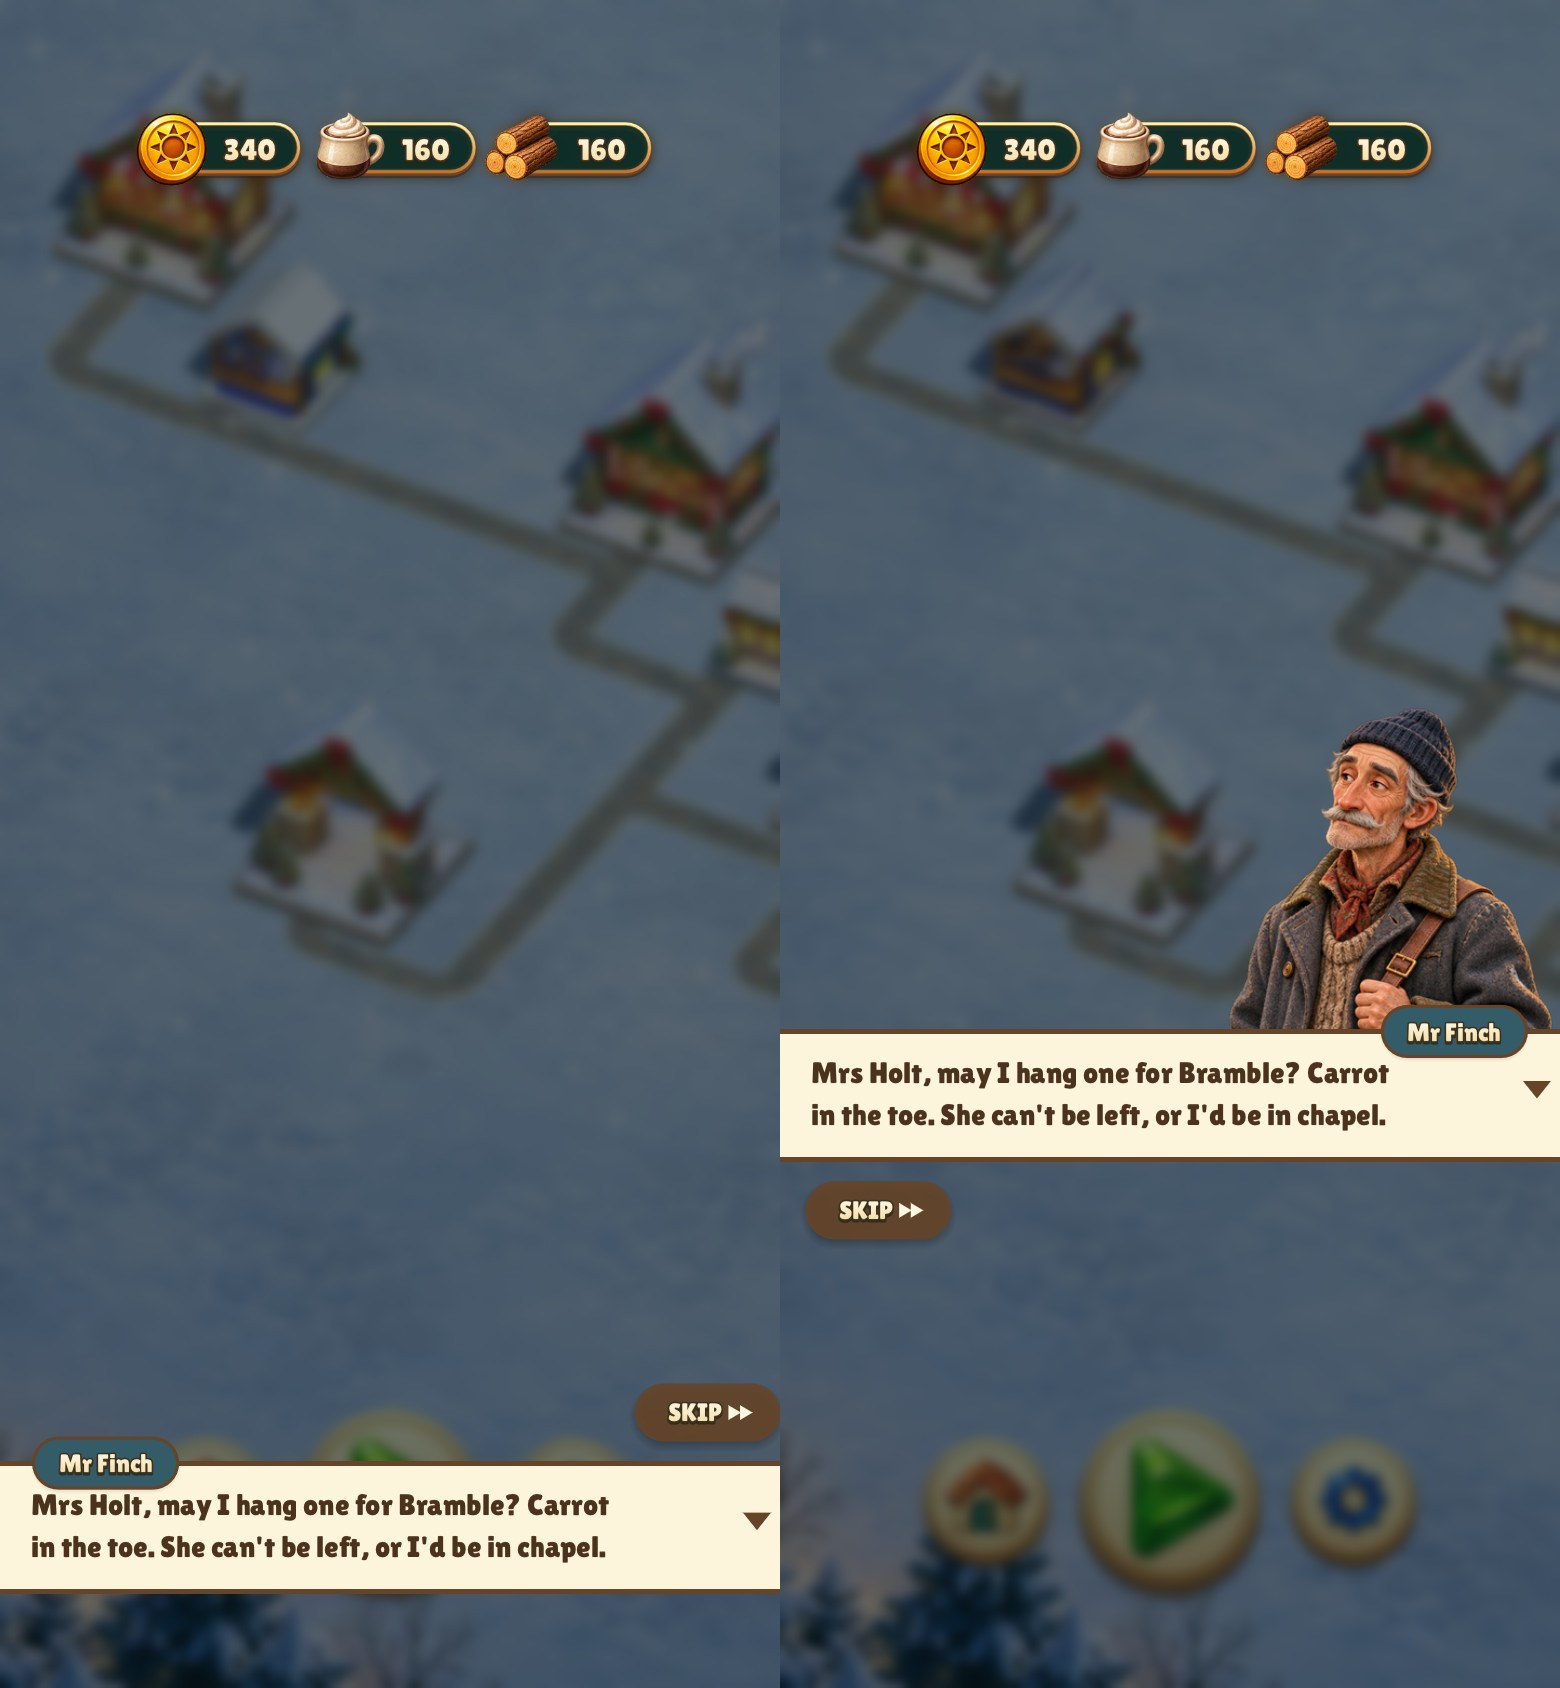 340 160 160
SKIP
Mr Finch
Mrs Holt, may I hang one for Bramble? Carrot
in the toe. She can't be left, or I'd be in chapel.
340 160 160
Mr Finch
Mrs Holt, may I hang one for Bramble? Carrot
in the toe. She can't be left, or I'd be in chapel.
SKIP